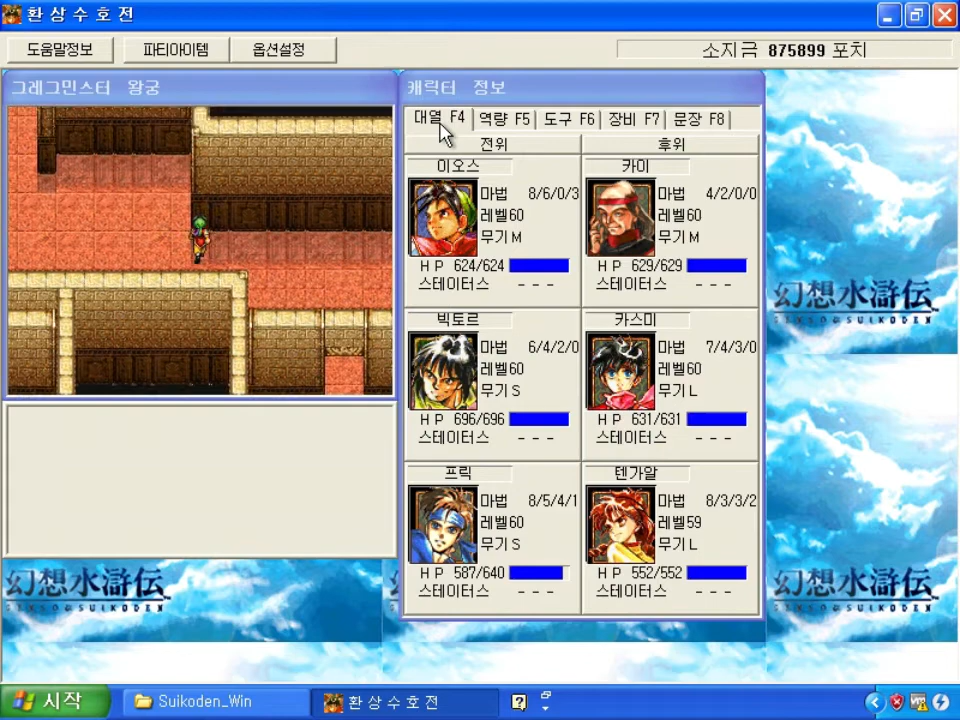 환 상 수 호 전
도움말정보 파티아이템 옵션설정 소지금 875899 포치
그레그민스터 왕궁
캐릭터 정보
대열 F4 역량 F5 도구 F6 장비 F7 문장 F8
전위 후위
이오스
마법 8/6/0/3
레벨60
무기M
HP 624/624
스테이터스 - - -
카미
마법 4/2/0/0
레벨60
무기M
HP 629/629
스테이터스 - - -
빅토르
마법 6/4/2/0
레벨60
무기S
HP 696/696
스테이터스 - - -
카스미
마법 7/4/3/0
레벨60
무기L
HP 631/631
스테이터스 - - -
프릭
마법 8/5/4/1
레벨60
무기S
HP 587/640
스테이터스 - - -
텐가알
마법 8/3/3/2
레벨59
무기L
HP 552/552
스테이터스 - - -
幻想水滸伝
幻想水滸伝
幻想水滸伝
시작 Suikoden_Win 환 상 수 호 전